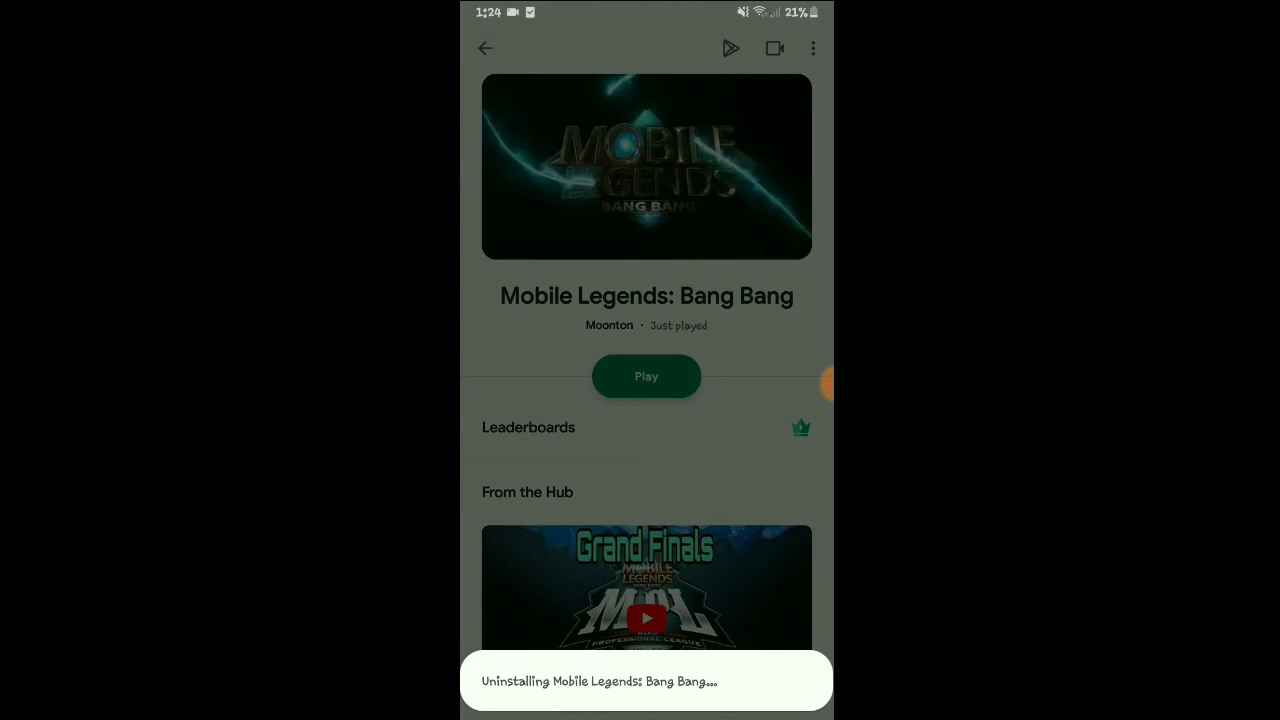 1:24
21%
MOBILE
LEGENDS
BANG BANG
Mobile Legends: Bang Bang
Moonton · Just played
Play
Leaderboards
From the Hub
Grand Finals
MOBILE
LEGENDS
MPL
PROFESSIONAL LEAGUE
Uninstalling Mobile Legends: Bang Bang...